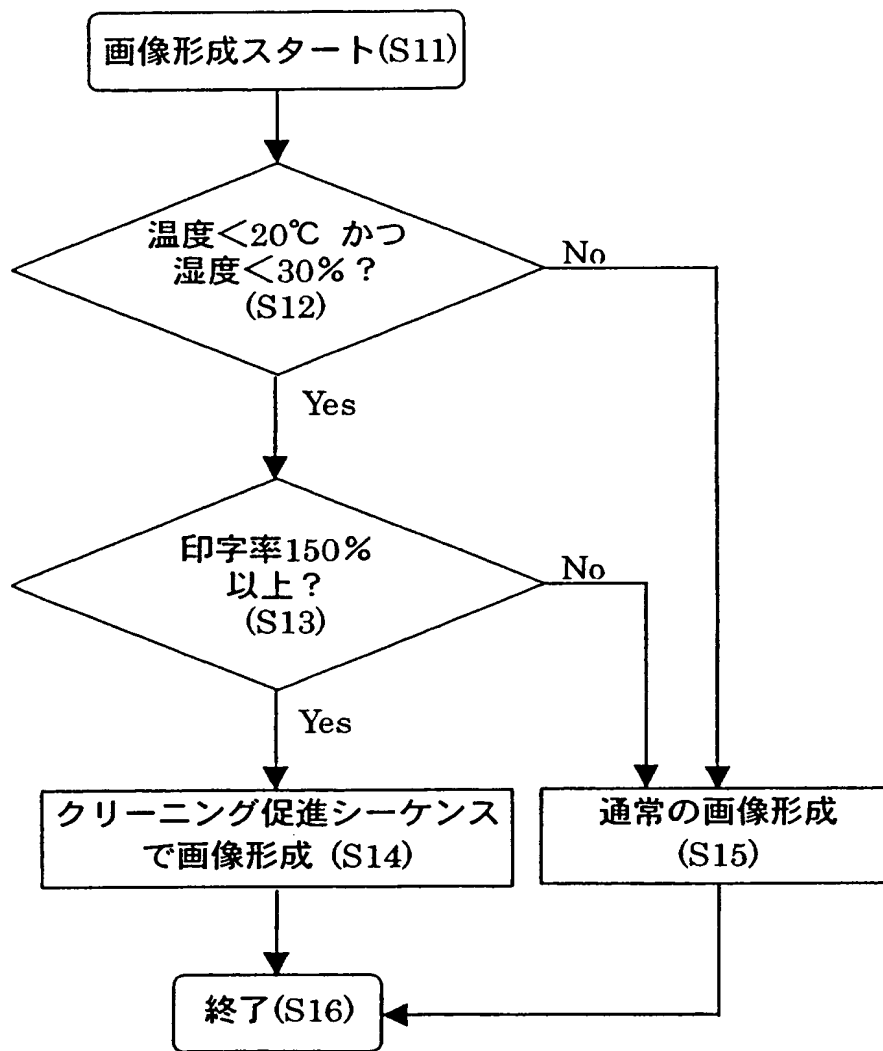 画像形成スタート(S11)
温度<20℃ かつ
湿度<30%?
(S12)
No
Yes
印字率150%
以上?
(S13)
No
Yes
クリーニング促進シーケンス
で画像形成 (S14)
通常の画像形成
(S15)
終了(S16)